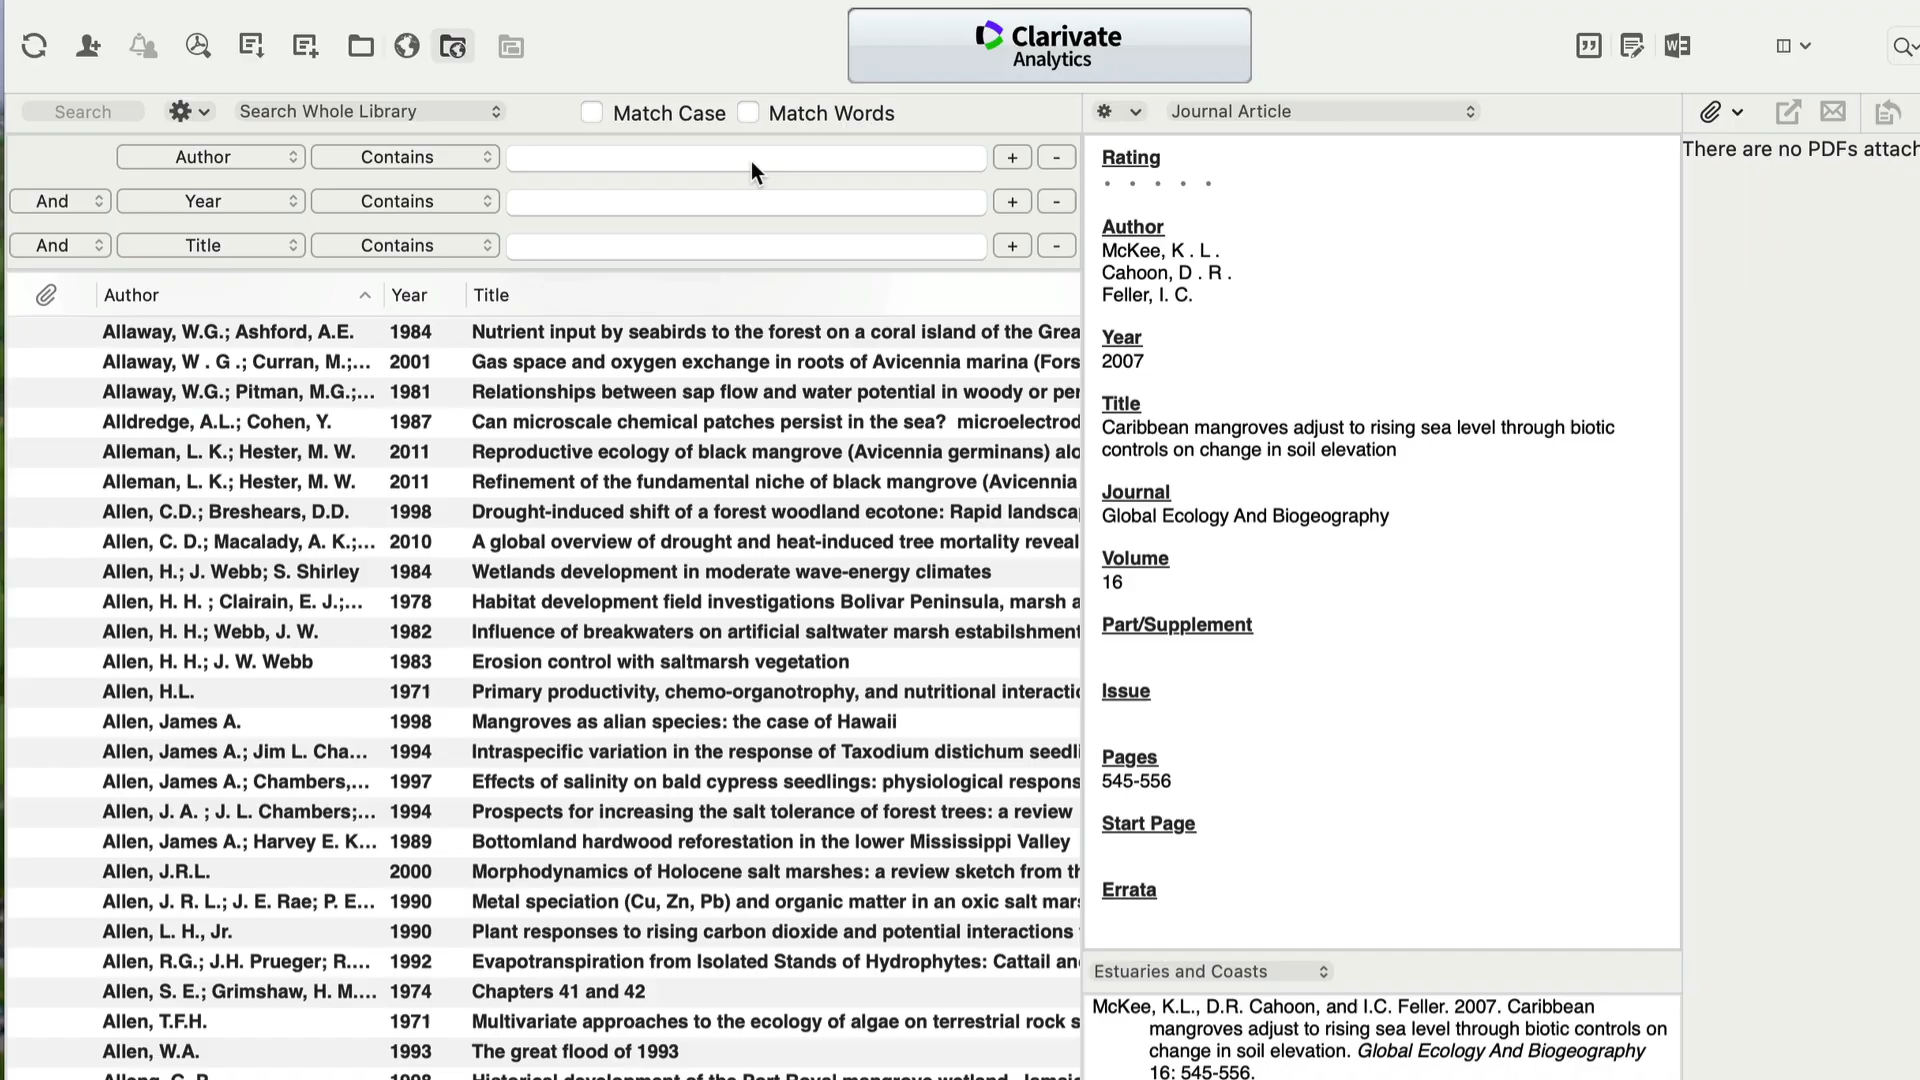 Clarivate
Analytics
Search
Search Whole Library
Match Case
Match Words
Journal Article
Author Contains + -
And Year Contains + -
And Title Contains + -
There are no PDFs attach
Author Year Title
Allaway, W.G.; Ashford, A.E. 1984 Nutrient input by seabirds to the forest on a coral island of the Grea
Allaway, W . G .; Curran, M.;... 2001 Gas space and oxygen exchange in roots of Avicennia marina (Fors
Allaway, W.G.; Pitman, M.G.;... 1981 Relationships between sap flow and water potential in woody or per
Alldredge, A.L.; Cohen, Y. 1987 Can microscale chemical patches persist in the sea?  microelectrod
Alleman, L. K.; Hester, M. W. 2011 Reproductive ecology of black mangrove (Avicennia germinans) alo
Alleman, L. K.; Hester, M. W. 2011 Refinement of the fundamental niche of black mangrove (Avicennia
Allen, C.D.; Breshears, D.D. 1998 Drought-induced shift of a forest woodland ecotone: Rapid landsca
Allen, C. D.; Macalady, A. K.;... 2010 A global overview of drought and heat-induced tree mortality reveal
Allen, H.; J. Webb; S. Shirley 1984 Wetlands development in moderate wave-energy climates
Allen, H. H. ; Clairain, E. J.;... 1978 Habitat development field investigations Bolivar Peninsula, marsh a
Allen, H. H.; Webb, J. W. 1982 Influence of breakwaters on artificial saltwater marsh estabilshment
Allen, H. H.; J. W. Webb 1983 Erosion control with saltmarsh vegetation
Allen, H.L. 1971 Primary productivity, chemo-organotrophy, and nutritional interactio
Allen, James A. 1998 Mangroves as alian species: the case of Hawaii
Allen, James A.; Jim L. Cha... 1994 Intraspecific variation in the response of Taxodium distichum seedli
Allen, James A.; Chambers,... 1997 Effects of salinity on bald cypress seedlings: physiological respons
Allen, J. A. ; J. L. Chambers;... 1994 Prospects for increasing the salt tolerance of forest trees: a review
Allen, James A.; Harvey E. K... 1989 Bottomland hardwood reforestation in the lower Mississippi Valley
Allen, J.R.L. 2000 Morphodynamics of Holocene salt marshes: a review sketch from th
Allen, J. R. L.; J. E. Rae; P. E... 1990 Metal speciation (Cu, Zn, Pb) and organic matter in an oxic salt mars
Allen, L. H., Jr. 1990 Plant responses to rising carbon dioxide and potential interactions
Allen, R.G.; J.H. Prueger; R.... 1992 Evapotranspiration from Isolated Stands of Hydrophytes: Cattail and
Allen, S. E.; Grimshaw, H. M.... 1974 Chapters 41 and 42
Allen, T.F.H. 1971 Multivariate approaches to the ecology of algae on terrestrial rock s
Allen, W.A. 1993 The great flood of 1993
Rating
Author
McKee, K . L .
Cahoon, D . R .
Feller, I. C.
Year
2007
Title
Caribbean mangroves adjust to rising sea level through biotic
controls on change in soil elevation
Journal
Global Ecology And Biogeography
Volume
16
Part/Supplement
Issue
Pages
545-556
Start Page
Errata
Estuaries and Coasts
McKee, K.L., D.R. Cahoon, and I.C. Feller. 2007. Caribbean
mangroves adjust to rising sea level through biotic controls on
change in soil elevation. Global Ecology And Biogeography
16: 545-556.